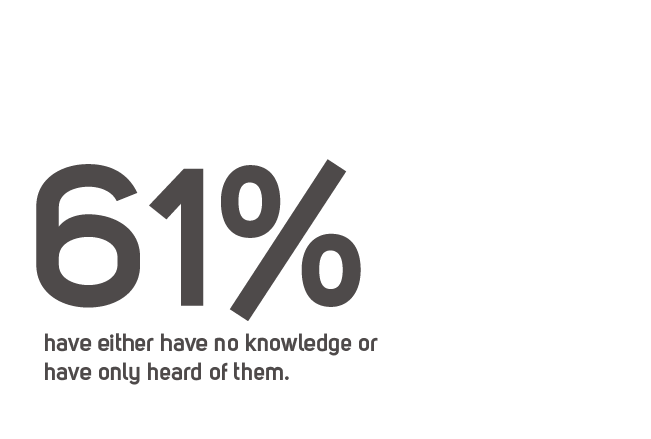 61%
have either have no knowledge or
have only heard of them.